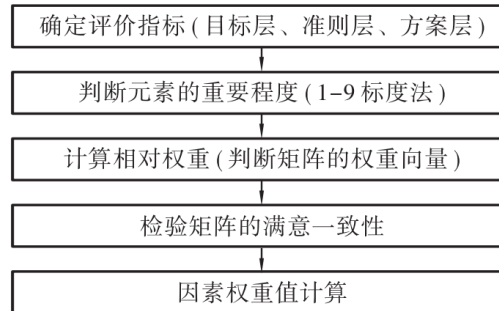 确定评价指标(目标层、准则层、方案层)
判断元素的重要程度(1-9标度法)
计算相对权重(判断矩阵的权重向量)
检验矩阵的满意一致性
因素权重值计算